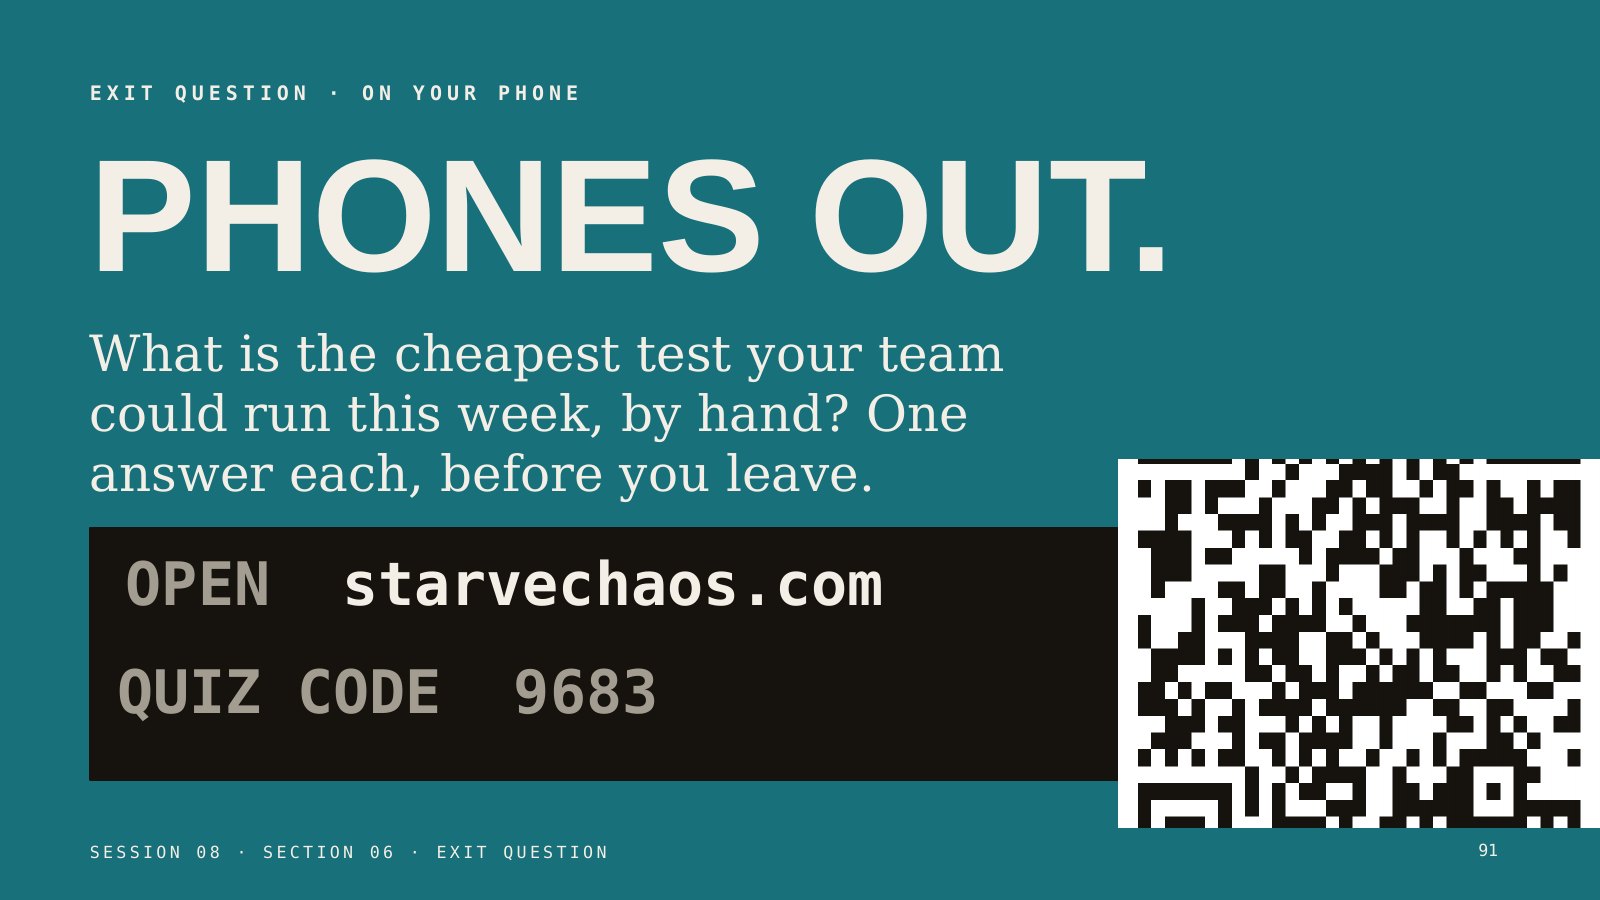 EXIT QUESTION · ON YOUR PHONE
PHONES OUT.
What is the cheapest test your team
could run this week, by hand? One
answer each, before you leave.
OPEN starvechaos.com
QUIZ CODE 9683
SESSION 08 · SECTION 06 · EXIT QUESTION
91